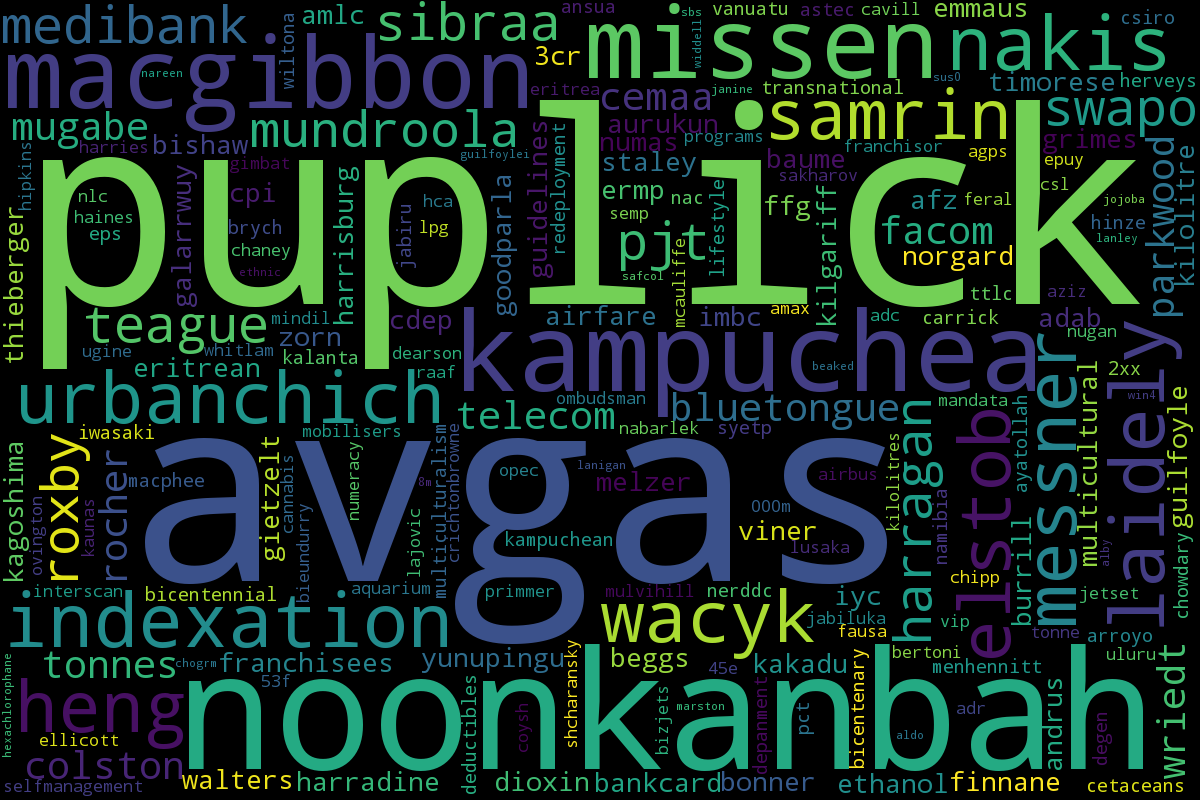 medibank
amlc
sibraa
ansua
missen
sbs
vanuatu
astec
cavill
emmaus
csiro
macgibbon
nareen
wiltona
3cr
widdell
nakis
sus0
timorese
herveys
eritrea
cemaa
janine
transnational
samrin
swapo
mugabe
harries
bishaw
mundroola
aurukun
numas
programs
franchisor
grimes
hipkins
gimbat
guilfoylei
guidelines
redeployment
staley
baume
sakharov
agps
epuy
parkwood
kilolitre
puplick
nlc
haines
eps
galarrwuy
cpi
brych
chaney
ethnic
harrisburg
jabiru
hca
lpg
goodparla
ermp
semp
nac
pjt
safcol
lifestyle
ffg
kilgariff
afz
feral
facom
norgard
csl
jojoba
hinze
lanley
thieberger
teague
zorn
mindil
kalanta
cdep
dearson
raaf
airfare
mcauliffe
imbc
amax
adc
ttlc
carrick
aziz
adab
nugan
ugine
whitlam
eritrean
kampuchea
beaked
2xx
win4
urbanchich
ombudsman
telecom
nabarlek
bluetongue
syetp
mandata
messner
laidely
roxby
iwasaki
mobilisers
kagoshima
rocher
macphee
gietzelt
cannabis
numeracy
8m
multiculturalism
crichtonbrowne
opec
lanigan
melzer
airbus
kilolitres
harragan
elstob
ayatollah
multicultural
guilfoyle
ovington
kaunas
avgas
lajovic
kampuchean
OOOm
viner
lusaka
namibia
burrill
alby
chowdary
interscan
bicentennial
bieundurry
aquarium
primmer
mulvihill
nerddc
iyc
jabiluka
chipp
jetset
indexation
wacyk
fausa
vip
tonne
arroyo
tonnes
chogrm
franchisees
yunupingu
beggs
45e
kakadu
bertoni
menhennitt
uluru
hexachlorophane
heng
53f
noonkanbah
deductibles
coysh
shcharansky
bizjets
marston
depanment
pct
bicentenary
aldo
adr
andrus
degen
wriedt
ellicott
colston
selfmanagement
walters
harradine
dioxin
bankcard
bonner
ethanol
finnane
cetaceans